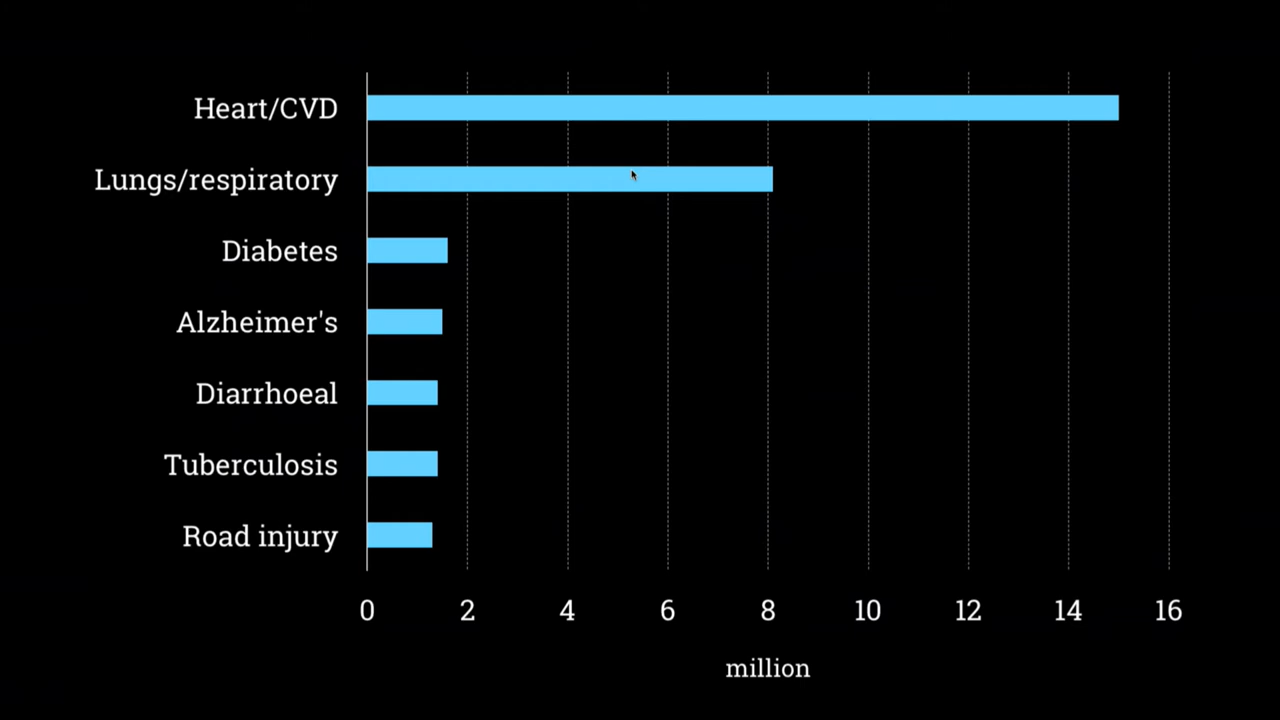 Heart/CVD
Lungs/respiratory
Diabetes
Alzheimer's
Diarrhoeal
Tuberculosis
Road injury
0 2 4 6 8 10 12 14 16
million